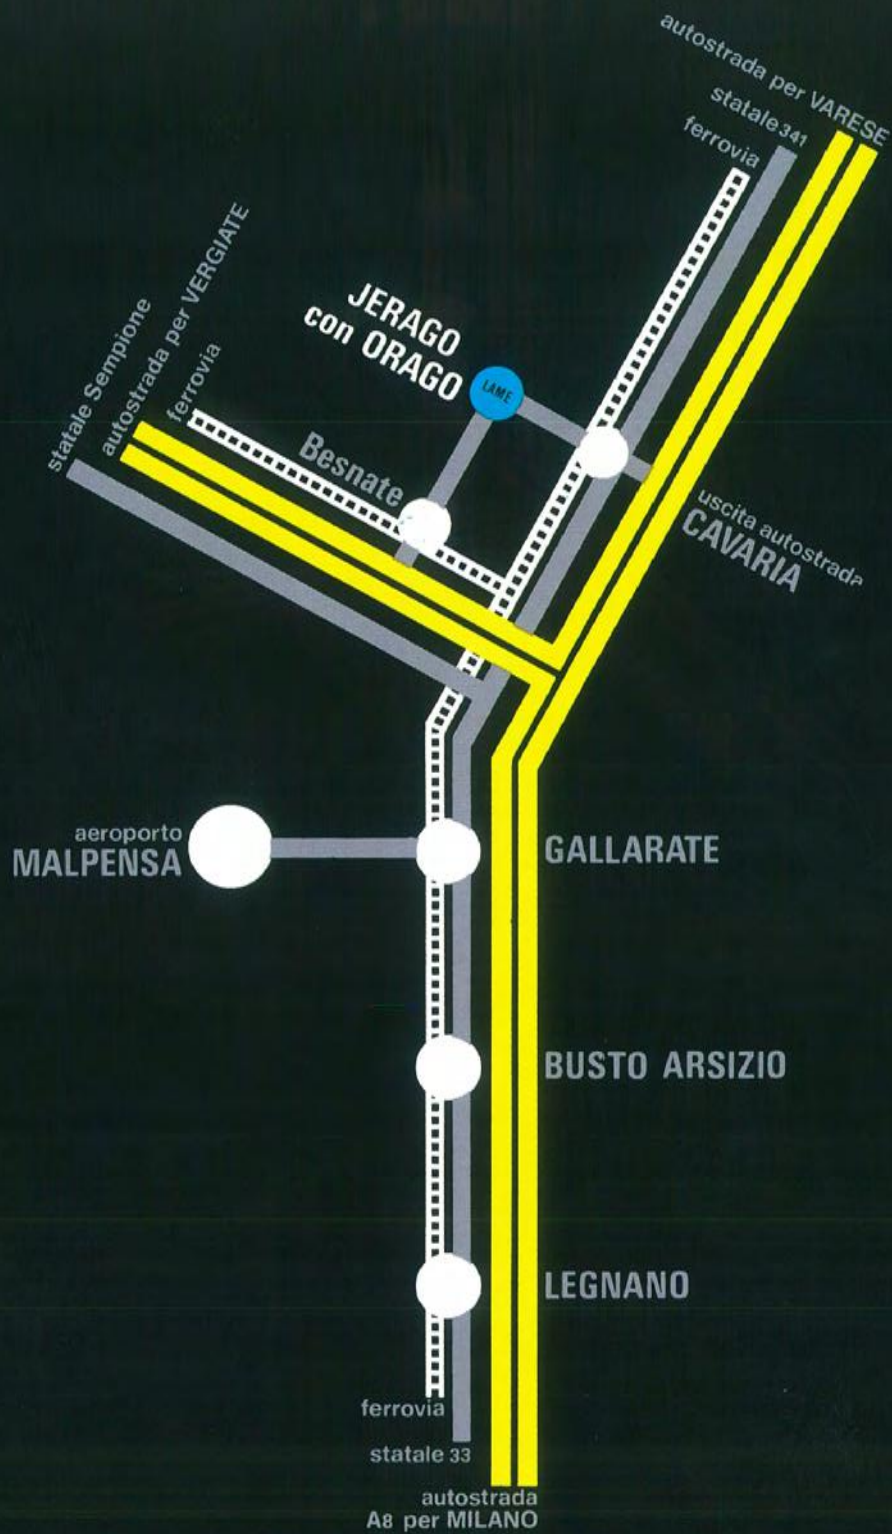 autostrada per VARESE
statale 341
ferrovia
JERAGO
con ORAGO
LAME
statale Sempione
autostrada per VERGIATE
ferrovia
Besnate
uscita autostrada
CAVARIA
aeroporto
MALPENSA
GALLARATE
BUSTO ARSIZIO
LEGNANO
ferrovia
statale 33
autostrada
A8 per MILANO